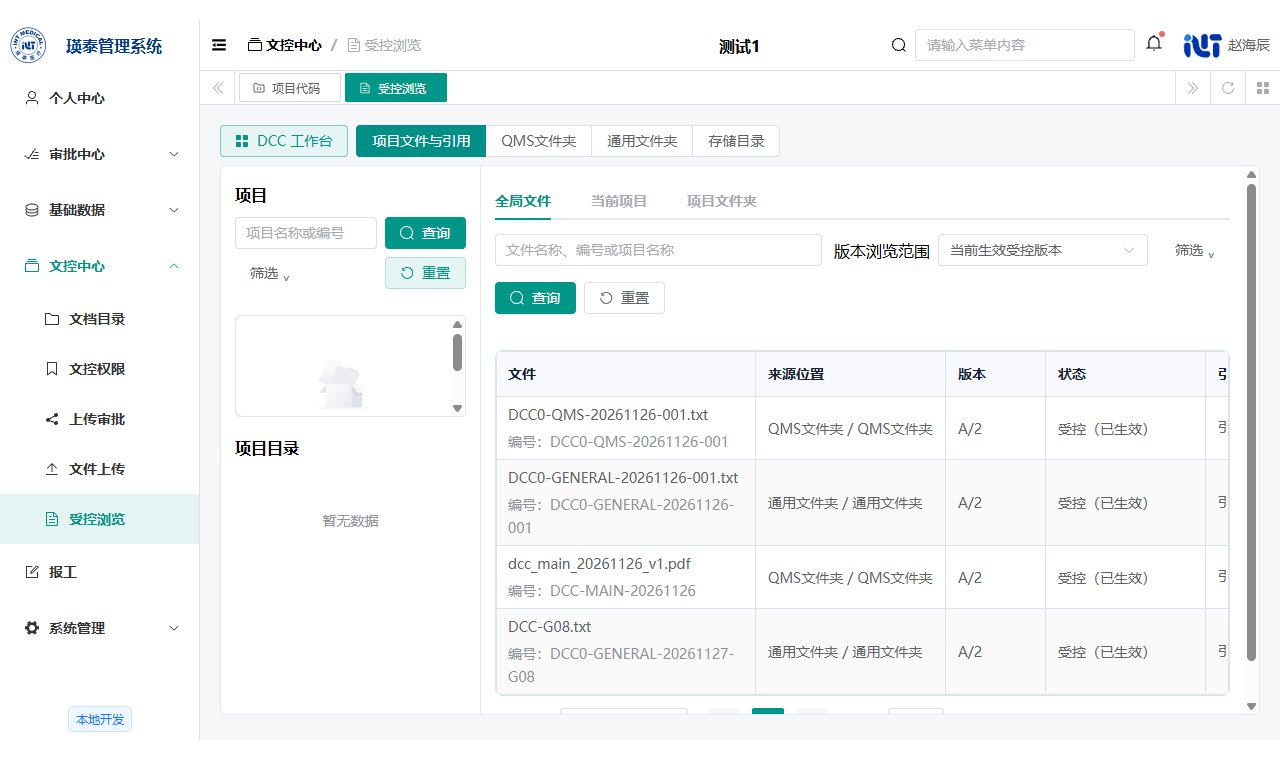 瑛泰管理系统
文控中心 / 受控浏览
测试1
请输入菜单内容
赵海辰
个人中心
审批中心
基础数据
文控中心
文档目录
文控权限
上传审批
文件上传
受控浏览
报工
系统管理
本地开发
项目代码
受控浏览
DCC 工作台
项目文件与引用
QMS文件夹
通用文件夹
存储目录
项目
项目名称或编号
查询
筛选
重置
项目目录
暂无数据
全局文件
当前项目
项目文件夹
文件名称、编号或项目名称
版本浏览范围
当前生效受控版本
筛选
查询
重置
文件 来源位置 版本 状态
DCC0-QMS-20261126-001.txt
编号：DCC0-QMS-20261126-001
QMS文件夹 / QMS文件夹
A/2
受控（已生效）
DCC0-GENERAL-20261126-001.txt
编号：DCC0-GENERAL-20261126-
001
通用文件夹 / 通用文件夹
A/2
受控（已生效）
dcc_main_20261126_v1.pdf
编号：DCC-MAIN-20261126
QMS文件夹 / QMS文件夹
A/2
受控（已生效）
DCC-G08.txt
编号：DCC0-GENERAL-20261127-
G08
通用文件夹 / 通用文件夹
A/2
受控（已生效）